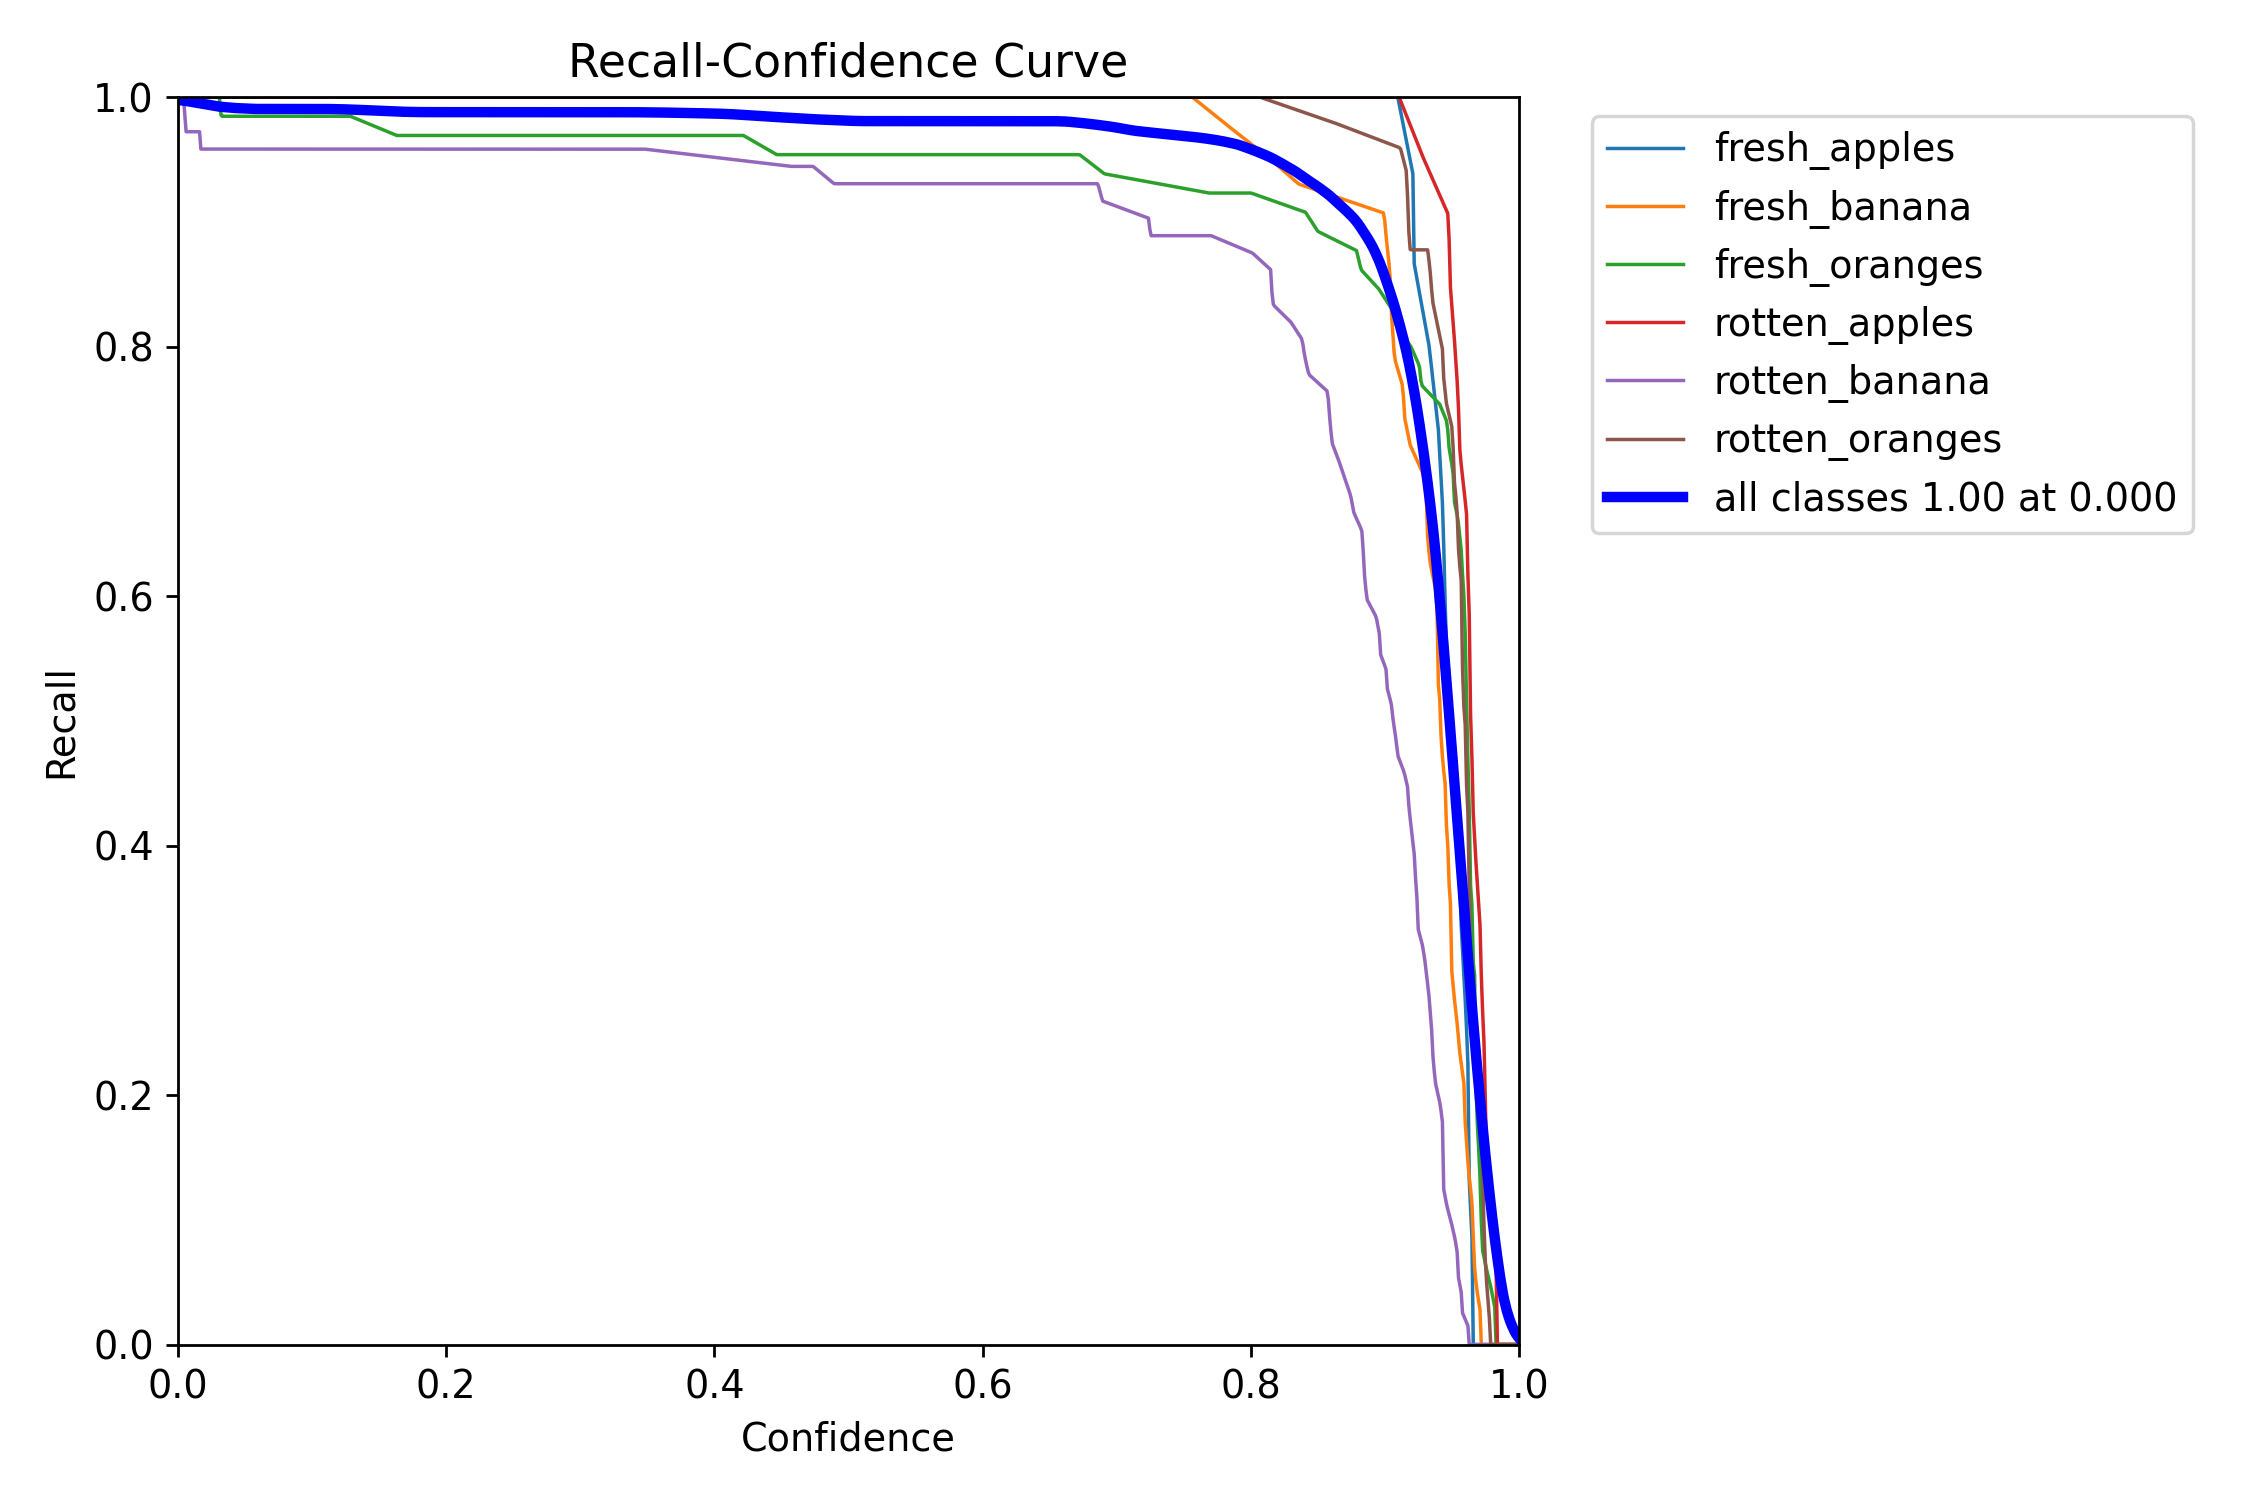 Recall-Confidence Curve
1.0
0.8
0.6
0.4
0.2
0.0
Recall
0.0 0.2 0.4 0.6 0.8 1.0
Confidence
fresh_apples
fresh_banana
fresh_oranges
rotten_apples
rotten_banana
rotten_oranges
all classes 1.00 at 0.000